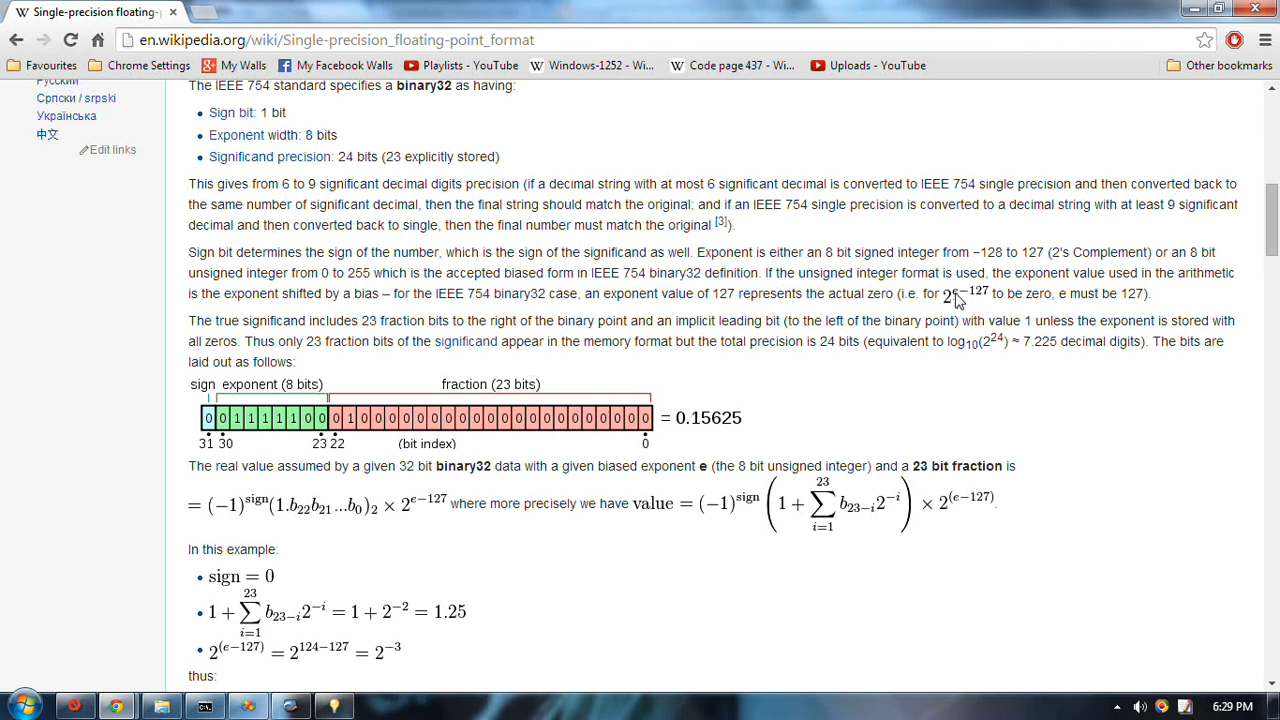 Single-precision floating-p
en.wikipedia.org/wiki/Single-precision_floating-point_format
Favourites Chrome Settings My Walls My Facebook Walls Playlists - YouTube Windows-1252 - Wi... Code page 437 - Wi... Uploads - YouTube Other bookmarks
Русский
Српски / srpski
Українська
中文
Edit links
The IEEE 754 standard specifies a binary32 as having:
Sign bit: 1 bit
Exponent width: 8 bits
Significand precision: 24 bits (23 explicitly stored)
This gives from 6 to 9 significant decimal digits precision (if a decimal string with at most 6 significant decimal is converted to IEEE 754 single precision and then converted back to
the same number of significant decimal, then the final string should match the original; and if an IEEE 754 single precision is converted to a decimal string with at least 9 significant
decimal and then converted back to single, then the final number must match the original [3]).
Sign bit determines the sign of the number, which is the sign of the significand as well. Exponent is either an 8 bit signed integer from −128 to 127 (2's Complement) or an 8 bit
unsigned integer from 0 to 255 which is the accepted biased form in IEEE 754 binary32 definition. If the unsigned integer format is used, the exponent value used in the arithmetic
is the exponent shifted by a bias – for the IEEE 754 binary32 case, an exponent value of 127 represents the actual zero (i.e. for 2^{e−127} to be zero, e must be 127).
The true significand includes 23 fraction bits to the right of the binary point and an implicit leading bit (to the left of the binary point) with value 1 unless the exponent is stored with
all zeros. Thus only 23 fraction bits of the significand appear in the memory format but the total precision is 24 bits (equivalent to log₁₀(2²⁴) ≈ 7.225 decimal digits). The bits are
laid out as follows:
sign exponent (8 bits) fraction (23 bits)
0 0 1 1 1 1 1 0 0 0 1 0 0 0 0 0 0 0 0 0 0 0 0 0 0 0 0 0 0 0 0 0 = 0.15625
31 30 23 22 (bit index) 0
The real value assumed by a given 32 bit binary32 data with a given biased exponent e (the 8 bit unsigned integer) and a 23 bit fraction is
= (−1)^{sign}(1.b₂₂b₂₁...b₀)₂ × 2^{e−127} where more precisely we have value = (−1)^{sign} (1 + ∑_{i=1}^{23} b_{23−i}2^{−i}) × 2^{(e−127)}.
In this example:
sign = 0
1 + ∑_{i=1}^{23} b_{23−i}2^{−i} = 1 + 2^{−2} = 1.25
2^{(e−127)} = 2^{124−127} = 2^{−3}
thus:
6:29 PM